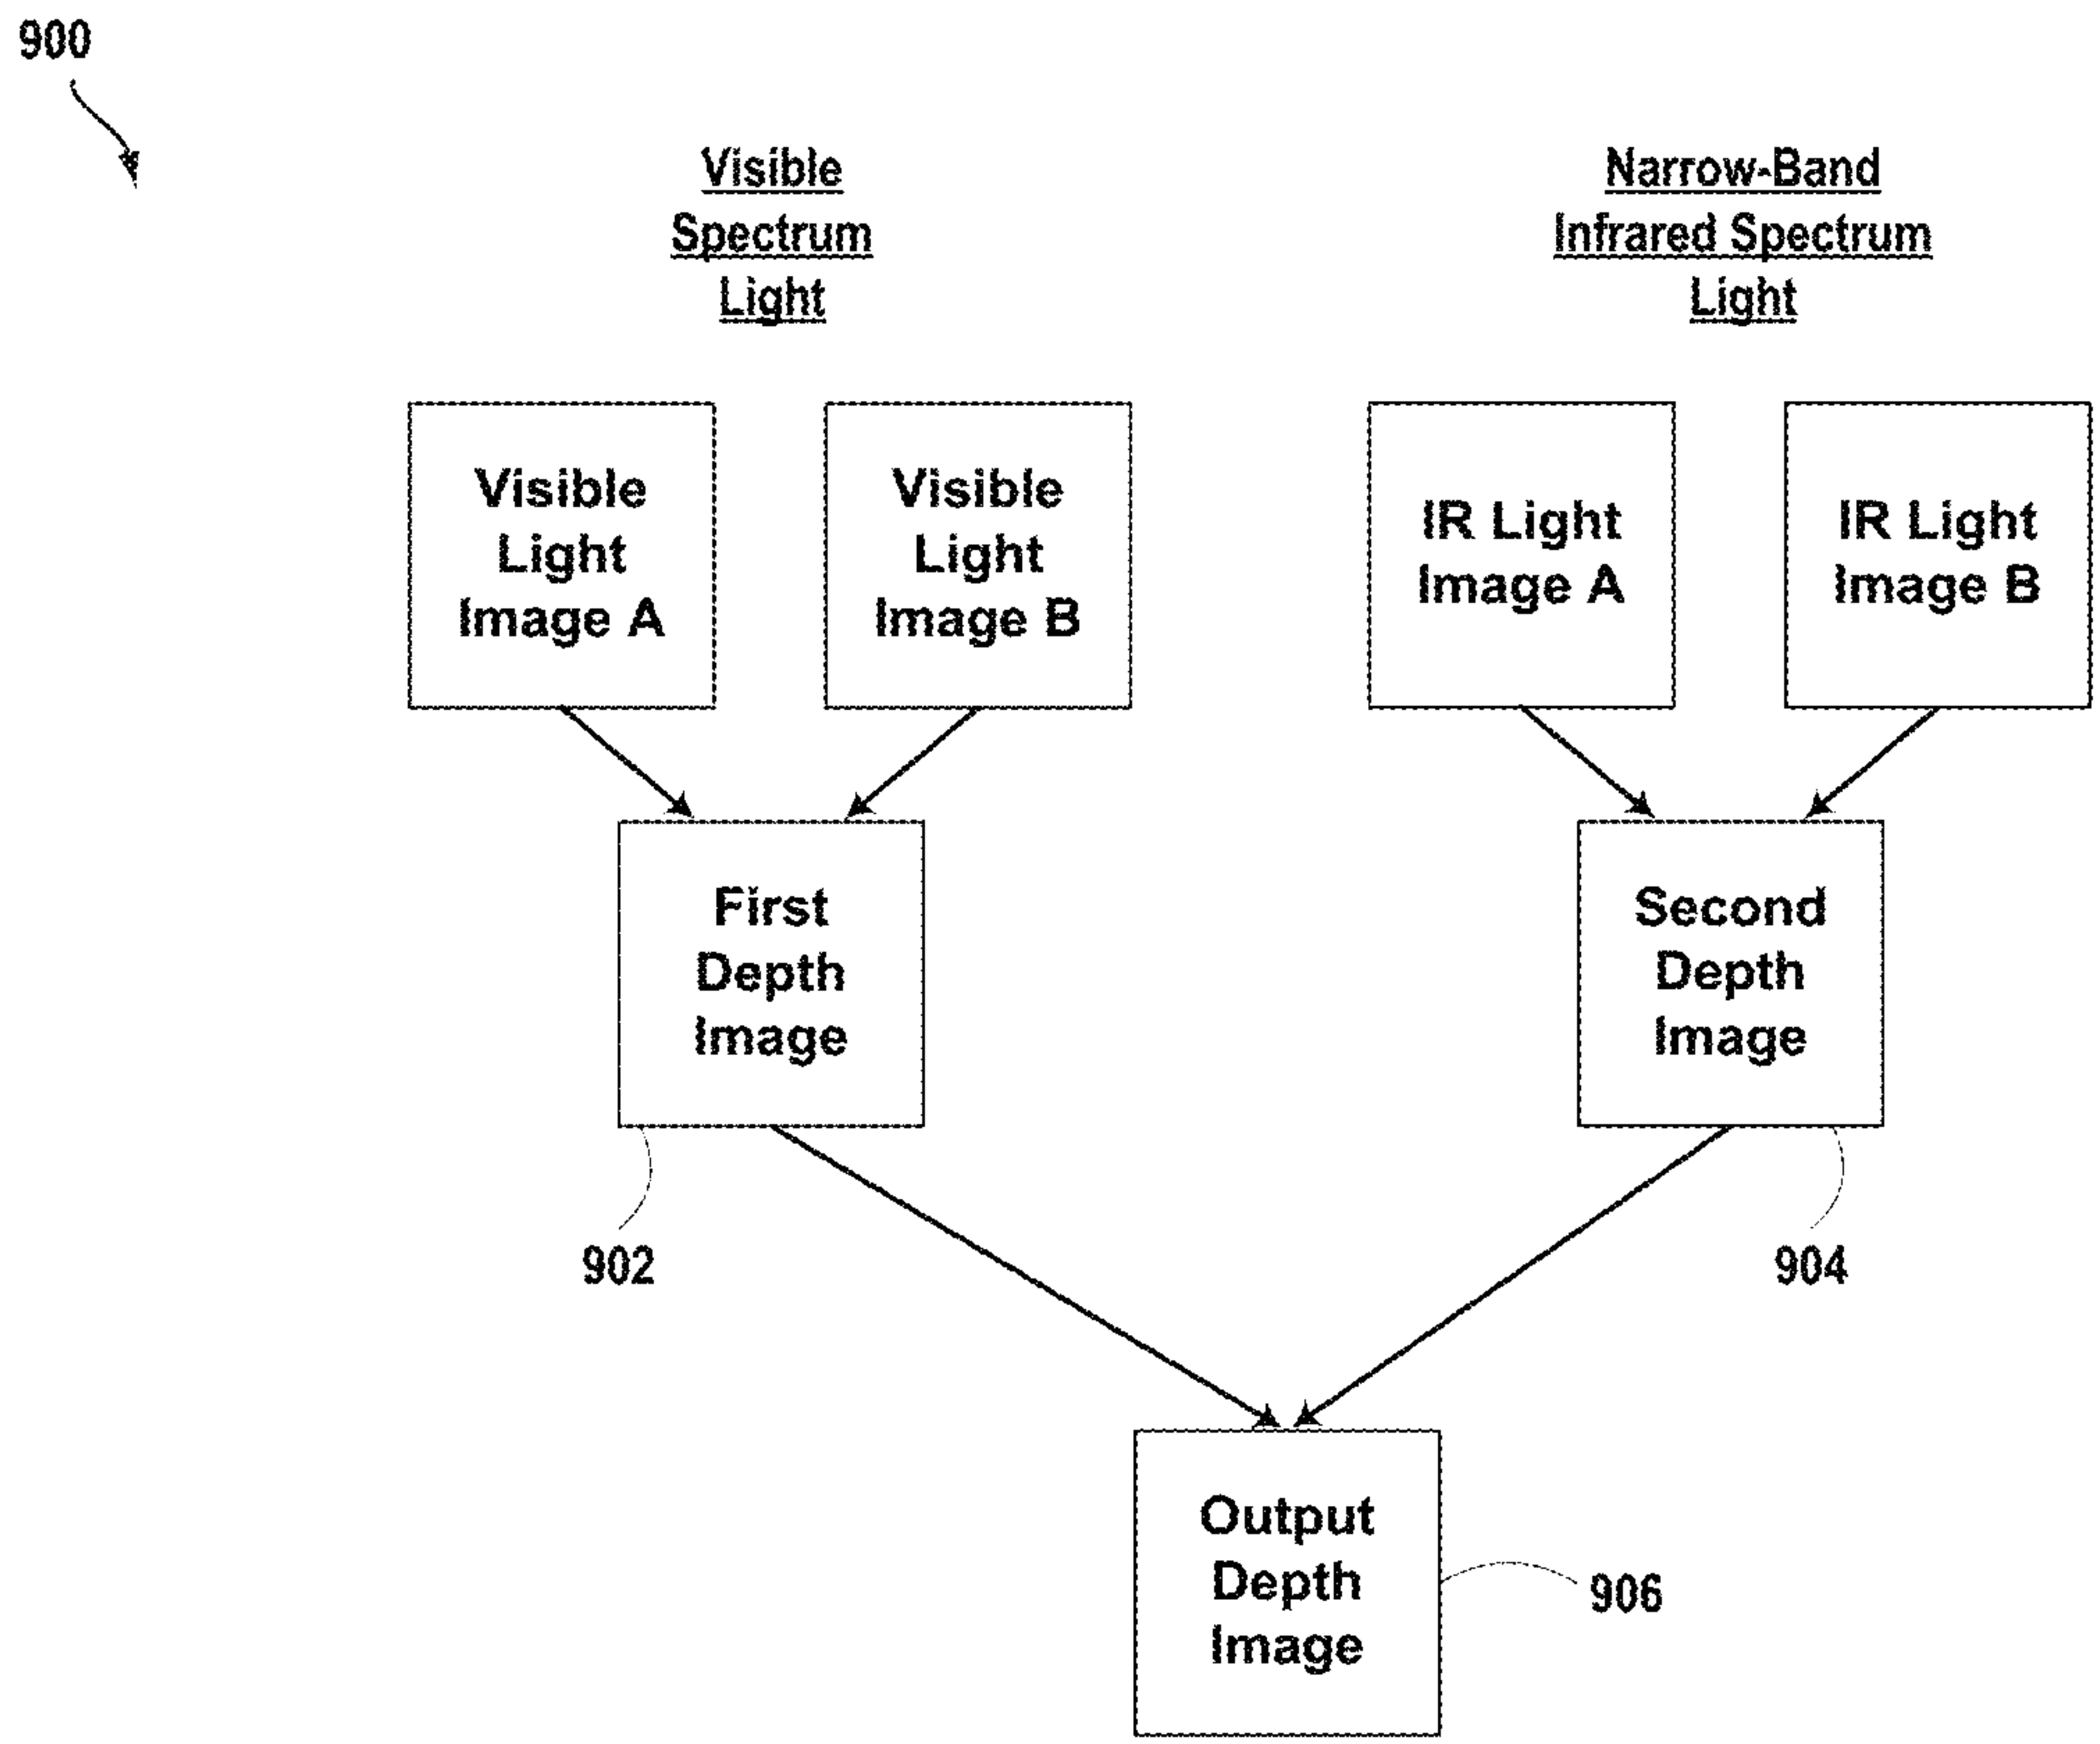 900
Visible
Spectrum
Light
Narrow-Band
Infrared Spectrum
Light
Visible
Light
Image A
Visible
Light
Image B
IR Light
Image A
IR Light
Image B
First
Depth
Image
Second
Depth
Image
902
904
Output
Depth
Image
906